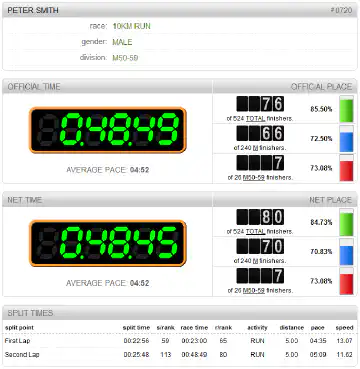 PETER SMITH #0720
race: 10KM RUN
gender: MALE
division: M50-59
OFFICIAL TIME OFFICIAL PLACE
0.48.49
AVERAGE PACE: 04:52
76
of 524 TOTAL finishers.
85.50%
66
of 240 M finishers.
72.50%
7
of 26 M50-59 finishers.
73.08%
NET TIME NET PLACE
0.48.45
AVERAGE PACE: 04:52
80
of 524 TOTAL finishers.
84.73%
70
of 240 M finishers.
70.83%
7
of 26 M50-59 finishers.
73.08%
SPLIT TIMES
split point split time s/rank race time r/rank activity distance pace speed
First Lap 00:22:56 59 00:23:00 65 RUN 5.00 04:35 13.07
Second Lap 00:25:48 113 00:48:49 80 RUN 5.00 05:09 11.62